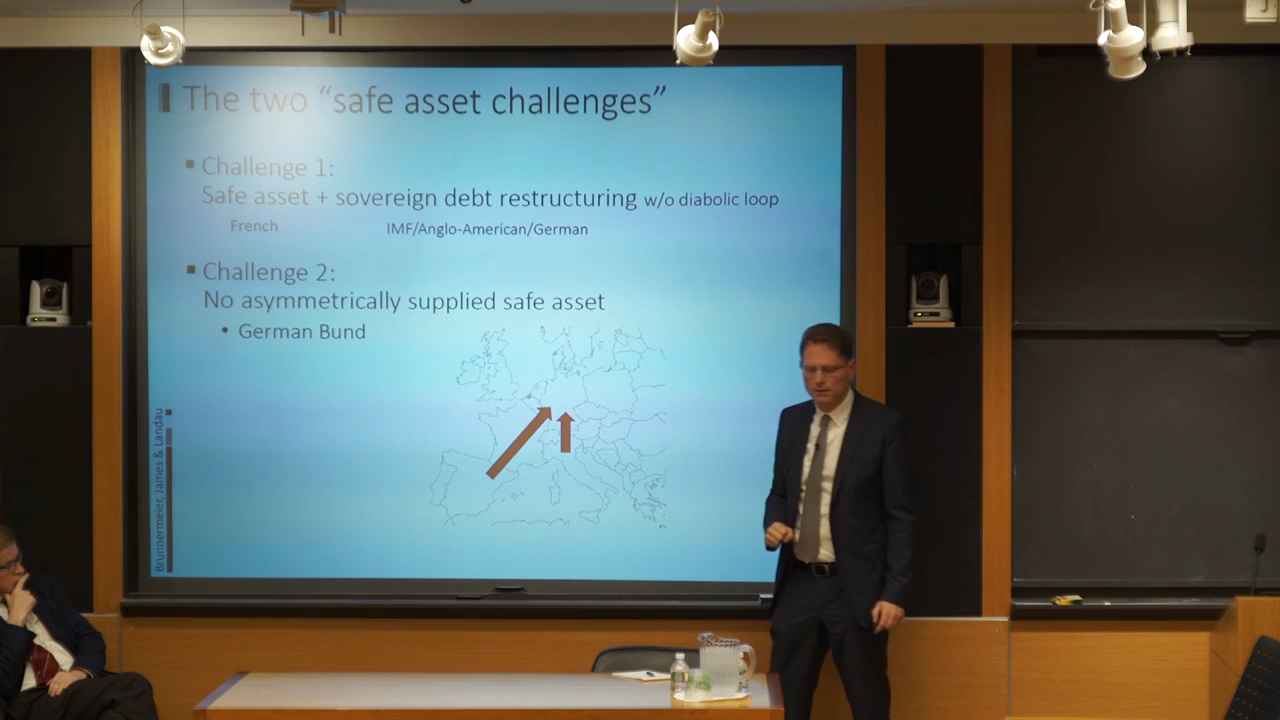 The two “safe asset challenges”
Challenge 1:
Safe asset + sovereign debt restructuring w/o diabolic loop
French IMF/Anglo-American/German
Challenge 2:
No asymmetrically supplied safe asset
German Bund
Brunnermeier, James & Landau